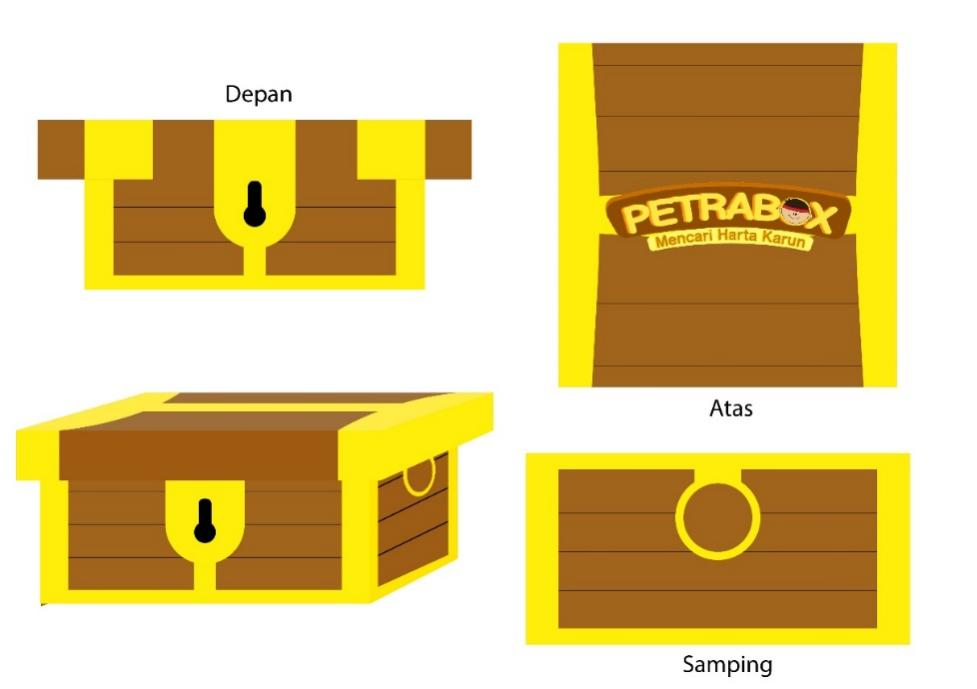 Depan
PETRABOX
Mencari Harta Karun
Atas
Samping